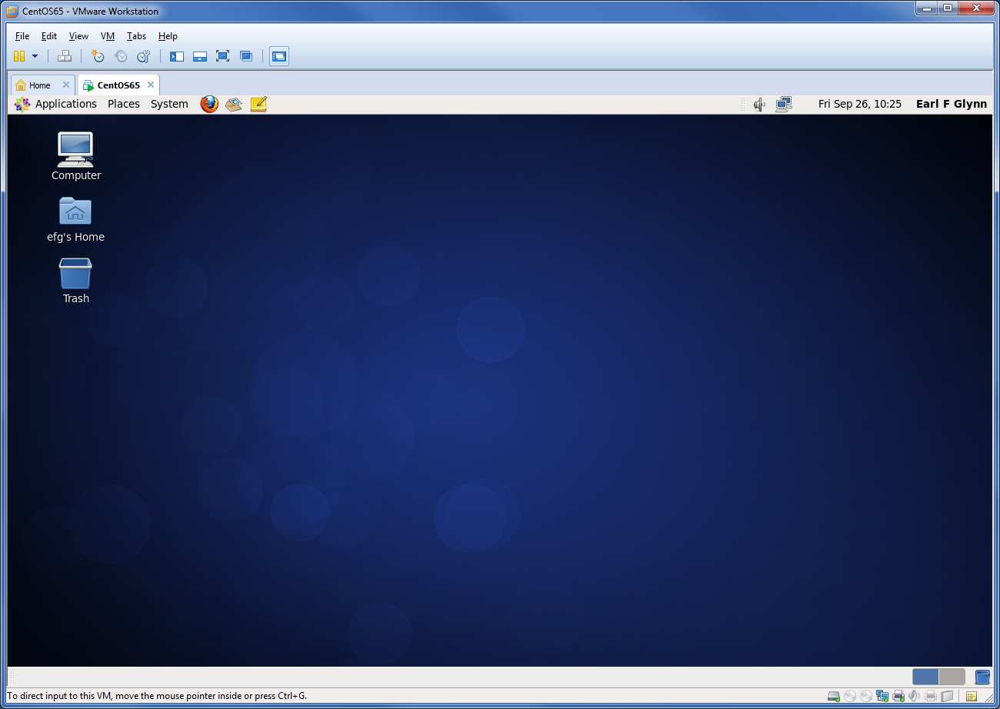 CentOS65 - VMware Workstation
File Edit View VM Tabs Help
Home CentOS65
Applications Places System Fri Sep 26, 10:25 Earl F Glynn
Computer
efg's Home
Trash
To direct input to this VM, move the mouse pointer inside or press Ctrl+G.